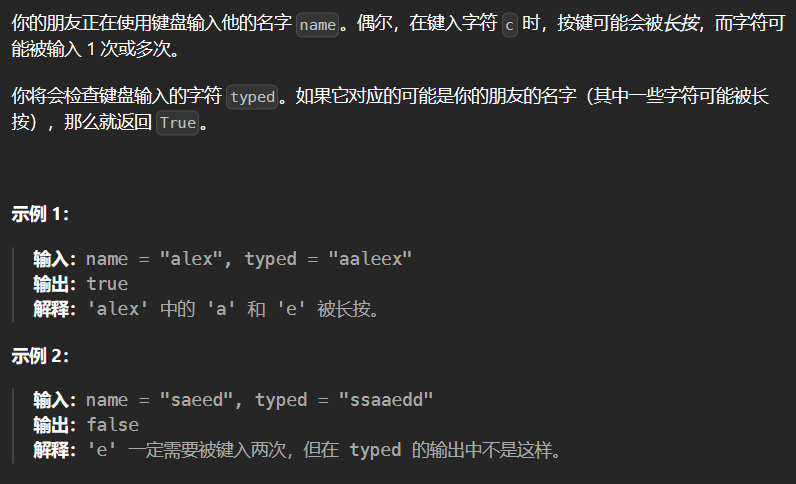 你的朋友正在使用键盘输入他的名字 name。偶尔，在键入字符 c 时，按键可能会被长按，而字符可
能被输入 1 次或多次。
你将会检查键盘输入的字符 typed。如果它对应的可能是你的朋友的名字（其中一些字符可能被长
按），那么就返回 True。
示例 1：
输入：name = "alex", typed = "aaleex"
输出：true
解释：'alex' 中的 'a' 和 'e' 被长按。
示例 2：
输入：name = "saeed", typed = "ssaaedd"
输出：false
解释：'e' 一定需要被键入两次，但在 typed 的输出中不是这样。